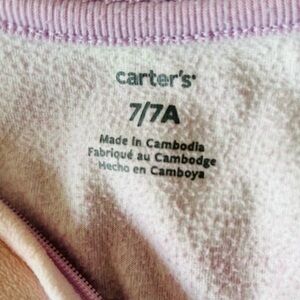 carter's®
7/7A
Made in Cambodia
Fabriqué au Cambodge
Hecho en Camboya